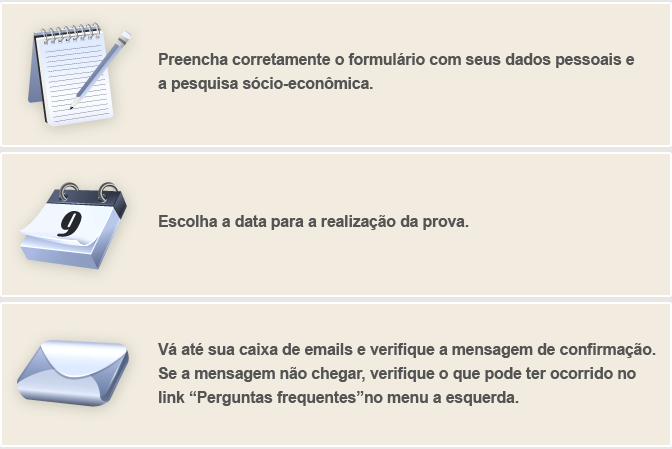 Preencha corretamente o formulário com seus dados pessoais e
a pesquisa sócio-econômica.
9
Escolha a data para a realização da prova.
Vá até sua caixa de emails e verifique a mensagem de confirmação.
Se a mensagem não chegar, verifique o que pode ter ocorrido no
link “Perguntas frequentes”no menu a esquerda.